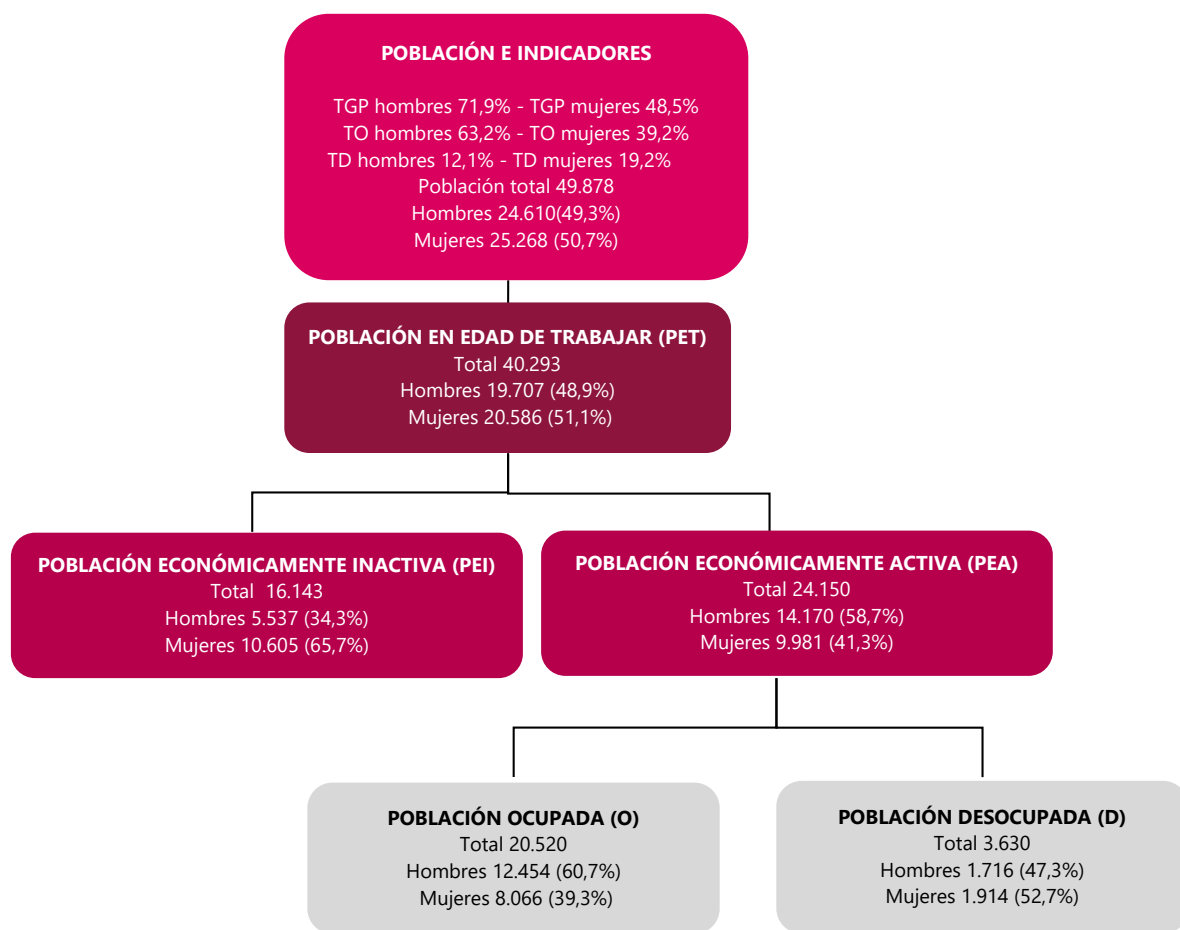 POBLACIÓN E INDICADORES
TGP hombres 71,9% - TGP mujeres 48,5%
TO hombres 63,2% - TO mujeres 39,2%
TD hombres 12,1% - TD mujeres 19,2%
Población total 49.878
Hombres 24.610(49,3%)
Mujeres 25.268 (50,7%)
POBLACIÓN EN EDAD DE TRABAJAR (PET)
Total 40.293
Hombres 19.707 (48,9%)
Mujeres 20.586 (51,1%)
POBLACIÓN ECONÓMICAMENTE INACTIVA (PEI)
Total 16.143
Hombres 5.537 (34,3%)
Mujeres 10.605 (65,7%)
POBLACIÓN ECONÓMICAMENTE ACTIVA (PEA)
Total 24.150
Hombres 14.170 (58,7%)
Mujeres 9.981 (41,3%)
POBLACIÓN OCUPADA (O)
Total 20.520
Hombres 12.454 (60,7%)
Mujeres 8.066 (39,3%)
POBLACIÓN DESOCUPADA (D)
Total 3.630
Hombres 1.716 (47,3%)
Mujeres 1.914 (52,7%)